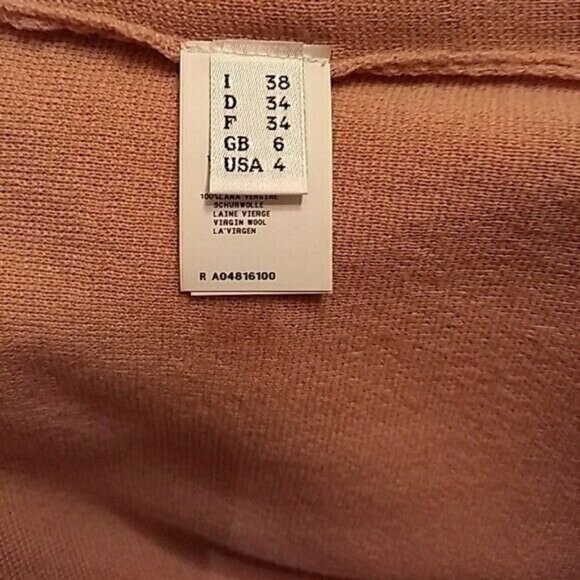 I 38
D 34
F 34
GB 6
USA 4
100% LANA VERGINE
SCHURWOLLE
LAINE VIERGE
VIRGIN WOOL
LA'VIRGEN
R A04816100